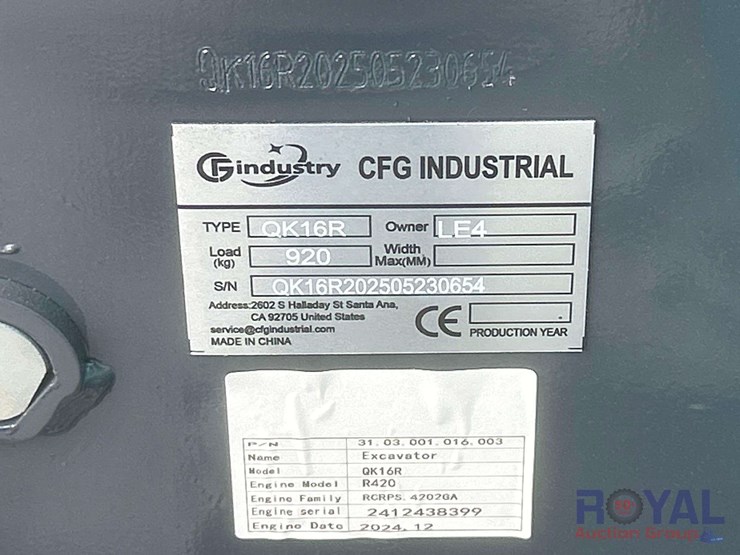 QK16R202505230654
CFGindustry CFG INDUSTRIAL
TYPE QK16R Owner LE4
Load (kg) 920 Width Max(MM)
S/N QK16R202505230654
Address:2602 S Halladay St Santa Ana,
CA 92705 United States
service@cfgindustrial.com
MADE IN CHINA
CE PRODUCTION YEAR
P/N 31.03.001.016.003
Name Excavator
Model QK16R
Engine Model R420
Engine Family RCRPS.4202GA
Engine serial 2412438399
Engine Date 2024.12
ROYAL
Auction Group